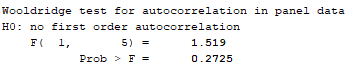 Wooldridge test for autocorrelation in panel data
H0: no first order autocorrelation
F( 1, 5) = 1.519
Prob > F = 0.2725